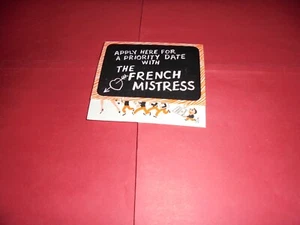 APPLY HERE FOR
A PRIORITY DATE
WITH
THE
FRENCH
MISTRESS